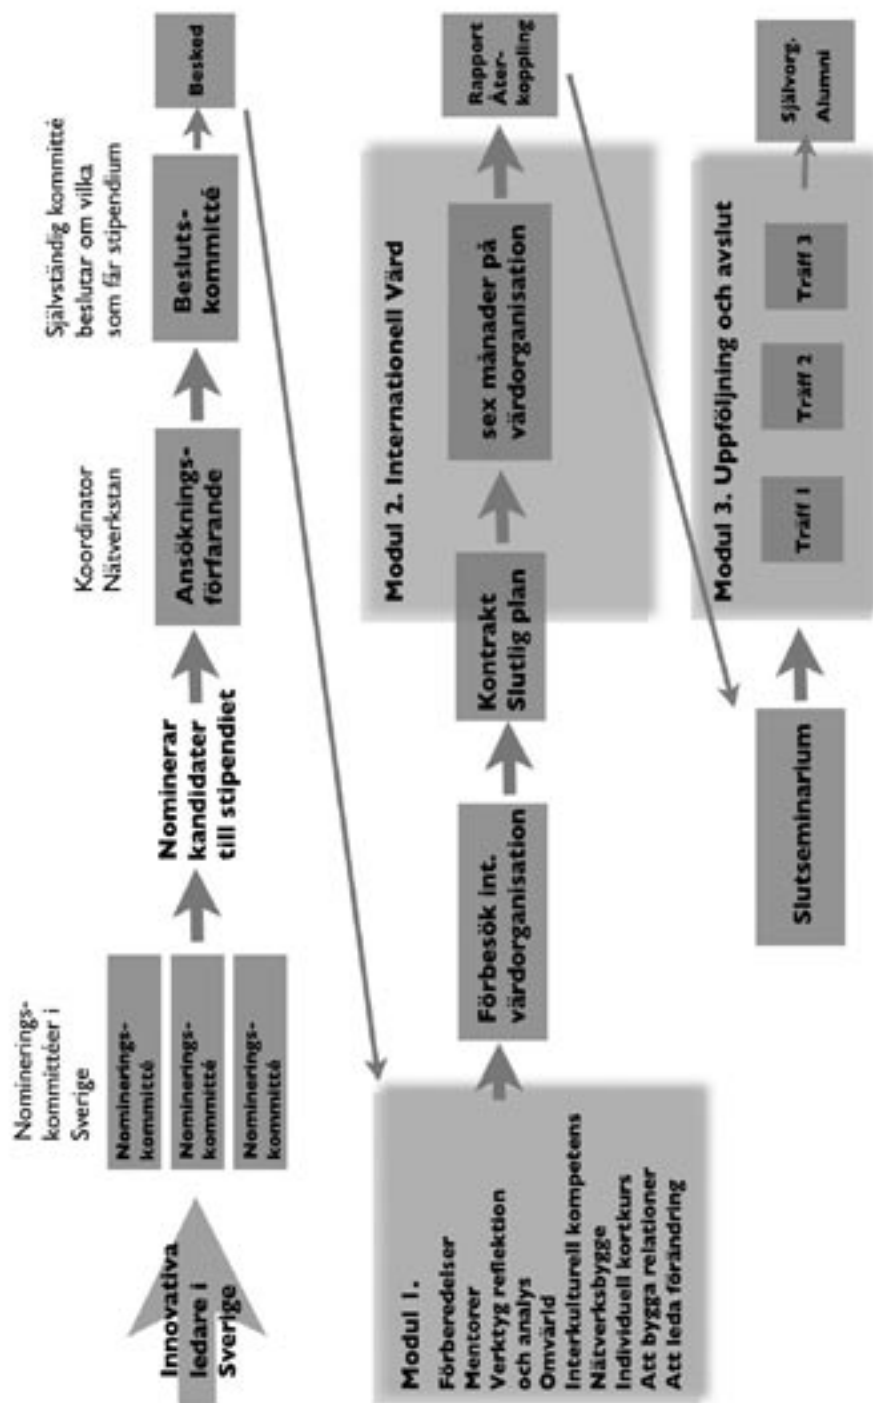 Innovativa
ledare i
Sverige
Nominerings-
kommittéer i
Sverige
Nominerings-
kommitté
Nominerings-
kommitté
Nominerings-
kommitté
Nominerar
kandidater
till stipendiet
Koordinator
Nätverkstan
Ansöknings-
förfarande
Självständig kommitté
beslutar om vilka
som får stipendium
Besluts-
kommitté
Besked
Modul 1.
Förberedelser
Mentorer
Verktyg reflektion
och analys
Omvärld
Interkulturell kompetens
Nätverksbygge
Individuell kortkurs
Att bygga relationer
Att leda förändring
Förbesök int.
värdorganisation
Kontrakt
Slutlig plan
Modul 2. Internationell Värd
sex månader på
värdorganisation
Rapport
Åter-
koppling
Slutseminarium
Modul 3. Uppföljning och avslut
Träff 1
Träff 2
Träff 3
Självorg.
Alumni